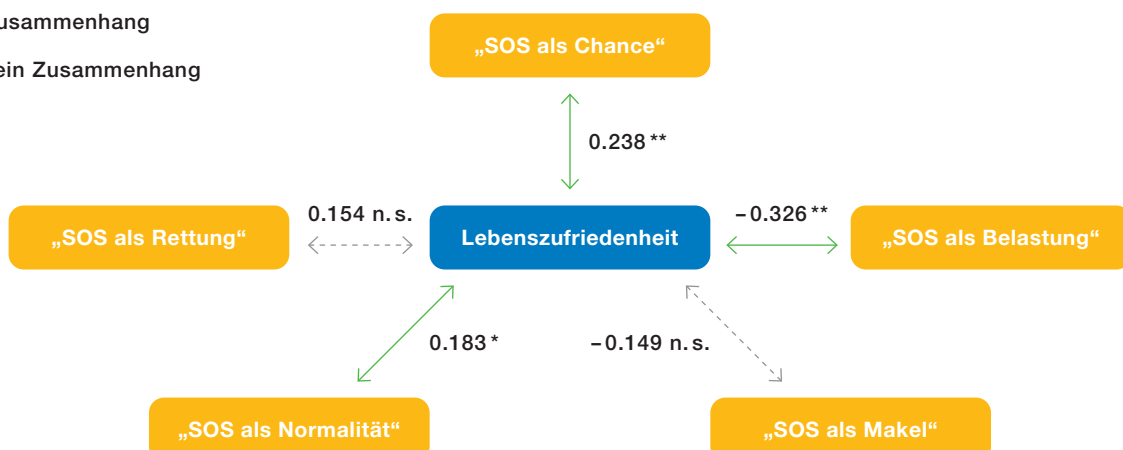 usammenhang
„SOS als Chance“
ein Zusammenhang
0.238 **
0.154 n. s.
−0.326 **
„SOS als Rettung“
Lebenszufriedenheit
„SOS als Belastung“
0.183 *
−0.149 n. s.
„SOS als Normalität“
„SOS als Makel“